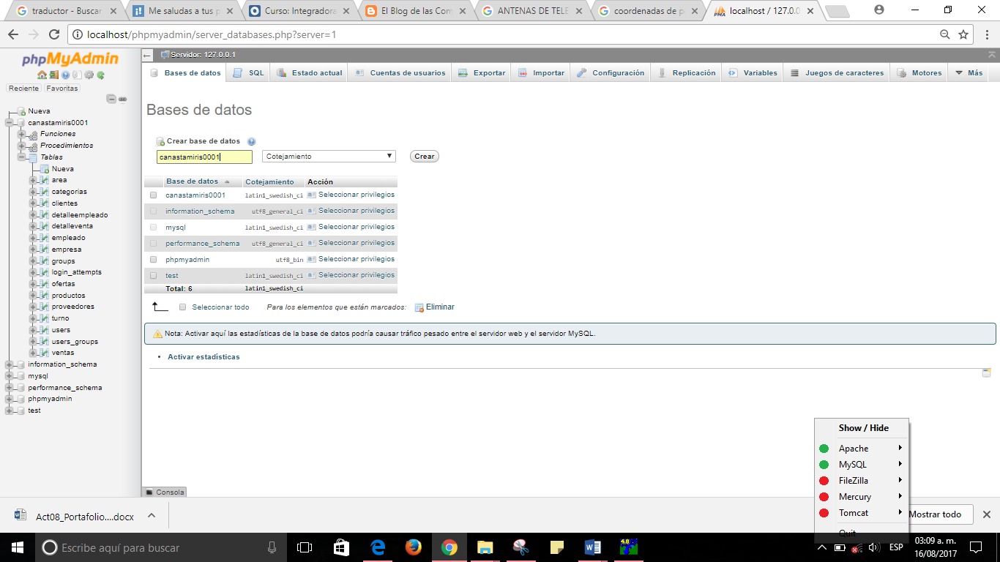 traductor - Buscar
Me saludas a tus p
Curso: Integradora
El Blog de las Com
ANTENAS DE TELE
coordenadas de p
localhost / 127.0.0
localhost/phpmyadmin/server_databases.php?server=1
phpMyAdmin
Reciente
Favoritas
Nueva
canastamiris0001
Funciones
Procedimientos
Tablas
Nueva
area
categorias
clientes
detalleempleado
detalleventa
empleado
empresa
groups
login_attempts
ofertas
productos
proveedores
turno
users
users_groups
ventas
information_schema
mysql
performance_schema
phpmyadmin
test
Servidor: 127.0.0.1
Bases de datos SQL Estado actual Cuentas de usuarios Exportar Importar Configuración Replicación Variables Juegos de caracteres Motores Más
Bases de datos
Crear base de datos
canastamiris0001 Cotejamiento Crear
Base de datos Cotejamiento Acción
canastamiris0001 latin1_swedish_ci Seleccionar privilegios
information_schema utf8_general_ci Seleccionar privilegios
mysql latin1_swedish_ci Seleccionar privilegios
performance_schema utf8_general_ci Seleccionar privilegios
phpmyadmin utf8_bin Seleccionar privilegios
test latin1_swedish_ci Seleccionar privilegios
Total: 6 latin1_swedish_ci
Seleccionar todo Para los elementos que están marcados: Eliminar
Nota: Activar aquí las estadísticas de la base de datos podría causar tráfico pesado entre el servidor web y el servidor MySQL.
Activar estadísticas
Consola
Show / Hide
Apache
MySQL
FileZilla
Mercury
Tomcat
Quit
Act08_Portafolio....docx
Mostrar todo
Escribe aquí para buscar
4.0
ESP
03:09 a. m.
16/08/2017